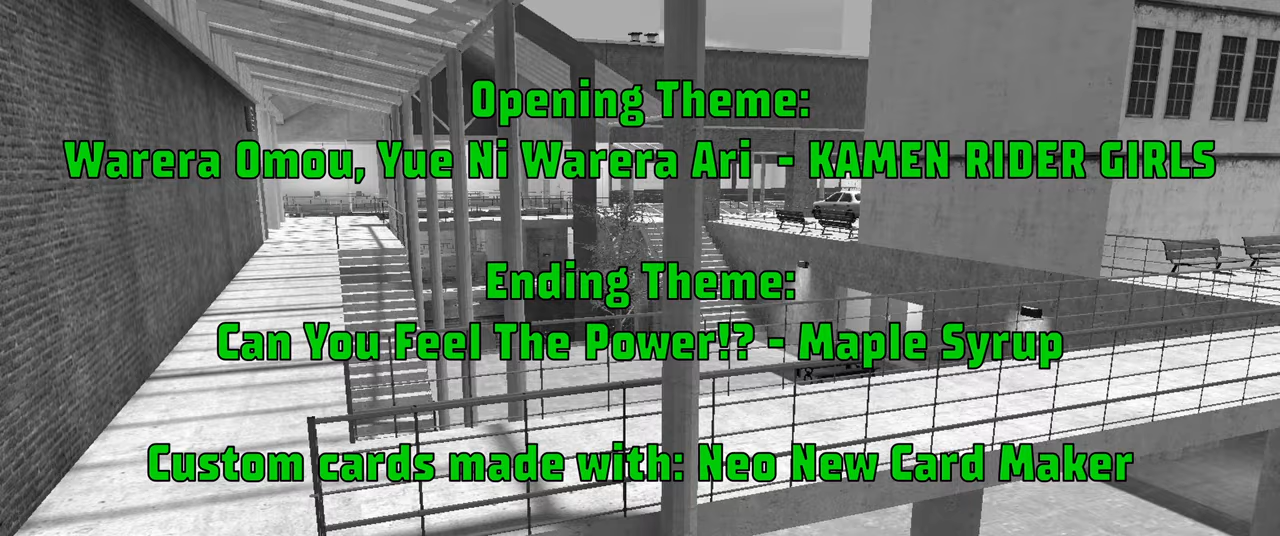 Opening Theme:
Warera Omou, Yue Ni Warera Ari - KAMEN RIDER GIRLS
Ending Theme:
Can You Feel The Power!? - Maple Syrup
Custom cards made with: Neo New Card Maker